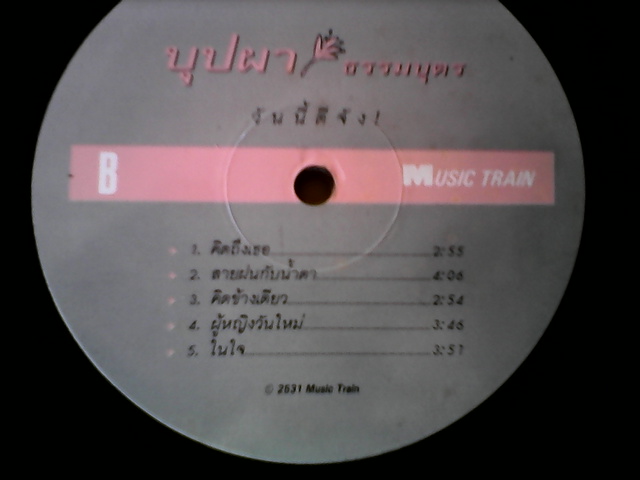 บุปผา ธรรมบุตร
วันนี้ดีจัง!
B MUSIC TRAIN
1. คิดถึงเธอ 2:55
2. สายฝนกับน้ำตา 4:06
3. คิดข้างเดียว 2:54
4. ผู้หญิงวันใหม่ 3:46
5. ในใจ 3:57
© 2531 Music Train